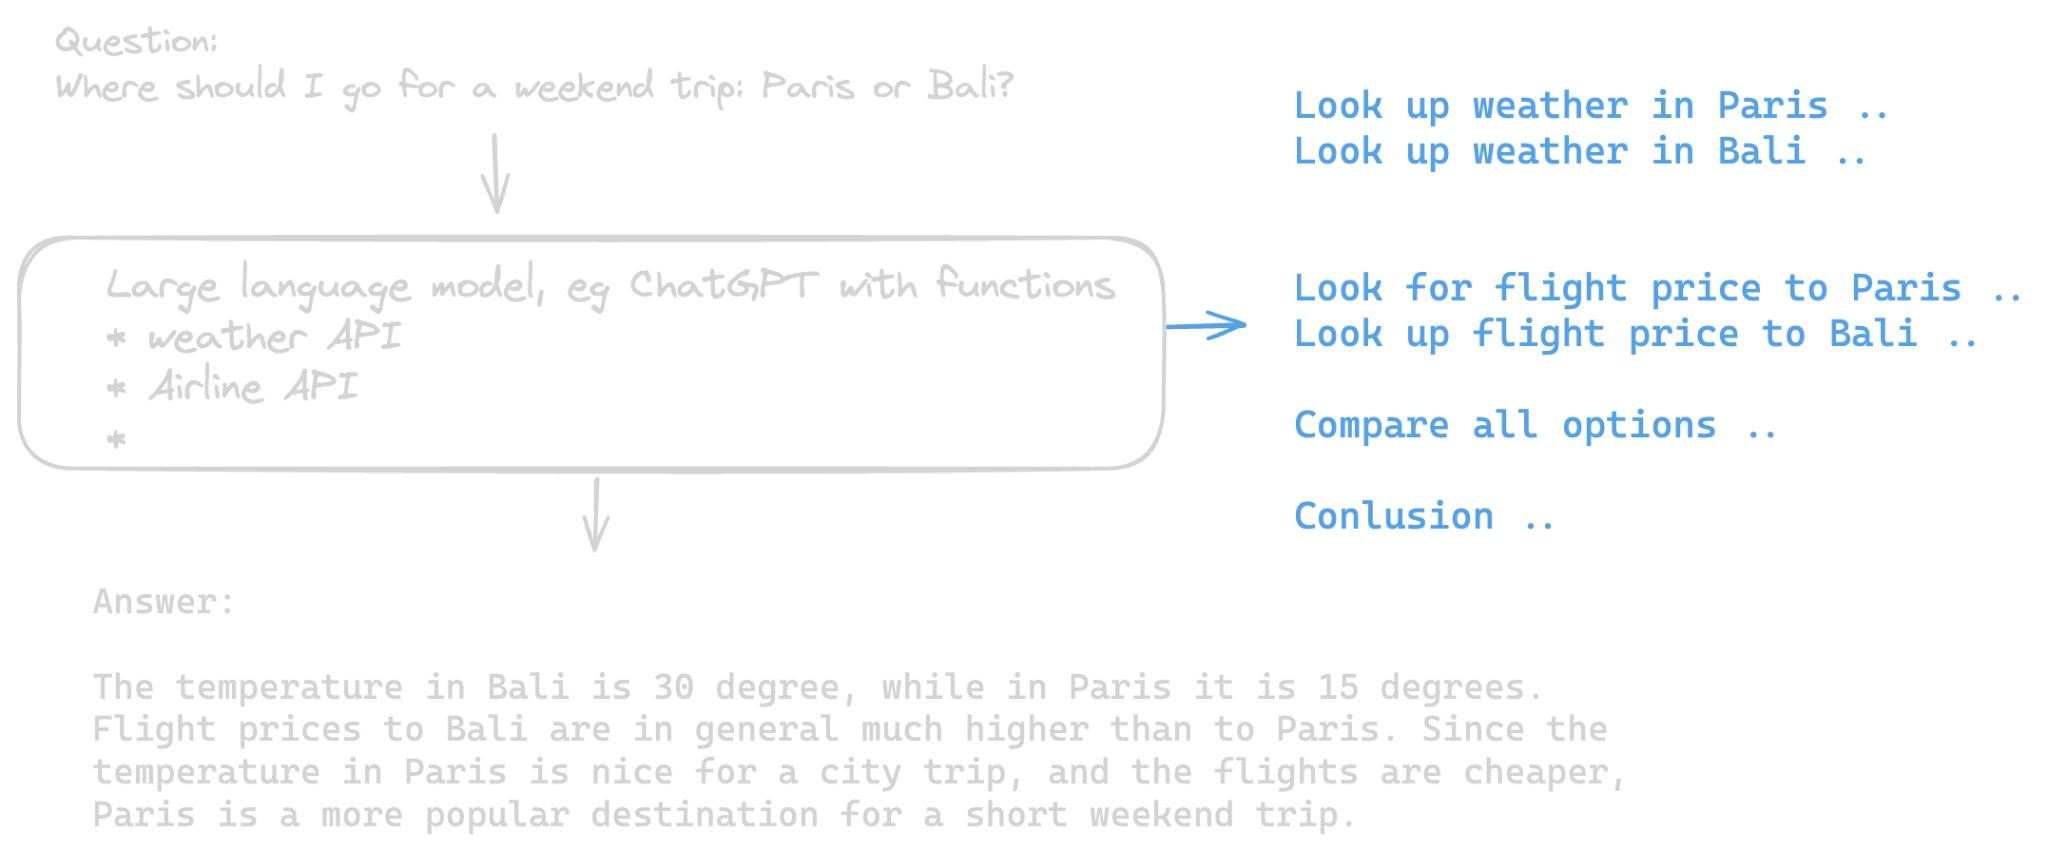 Question:
Where should I go for a weekend trip: Paris or Bali?
Large language model, eg ChatGPT with functions
* weather API
* Airline API
*
Look up weather in Paris ..
Look up weather in Bali ..
Look for flight price to Paris ..
Look up flight price to Bali ..
Compare all options ..
Conlusion ..
Answer:
The temperature in Bali is 30 degree, while in Paris it is 15 degrees.
Flight prices to Bali are in general much higher than to Paris. Since the
temperature in Paris is nice for a city trip, and the flights are cheaper,
Paris is a more popular destination for a short weekend trip.